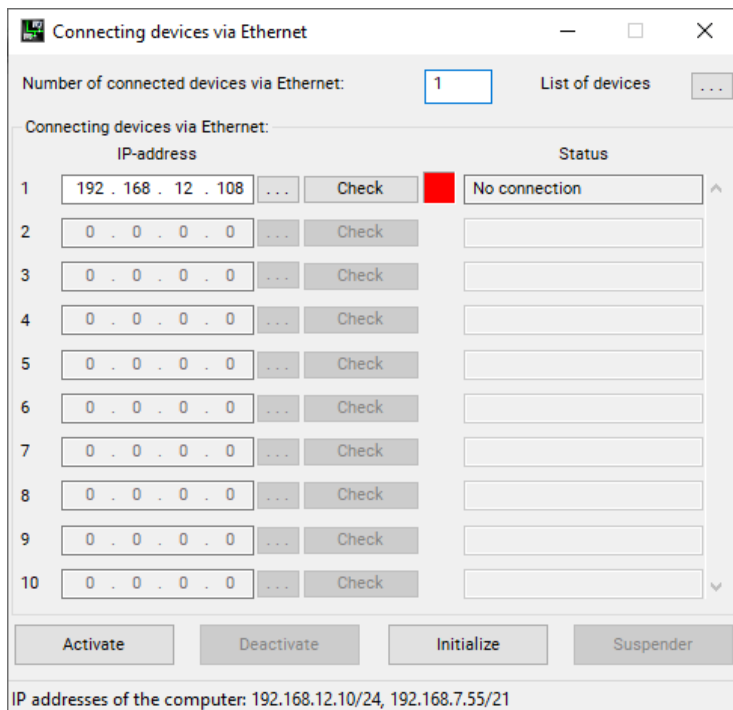 Connecting devices via Ethernet
Number of connected devices via Ethernet: 1 List of devices ...
Connecting devices via Ethernet:
IP-address Status
1 192 . 168 . 12 . 108 ... Check No connection
2 0 . 0 . 0 . 0 ... Check
3 0 . 0 . 0 . 0 ... Check
4 0 . 0 . 0 . 0 ... Check
5 0 . 0 . 0 . 0 ... Check
6 0 . 0 . 0 . 0 ... Check
7 0 . 0 . 0 . 0 ... Check
8 0 . 0 . 0 . 0 ... Check
9 0 . 0 . 0 . 0 ... Check
10 0 . 0 . 0 . 0 ... Check
Activate Deactivate Initialize Suspender
IP addresses of the computer: 192.168.12.10/24, 192.168.7.55/21